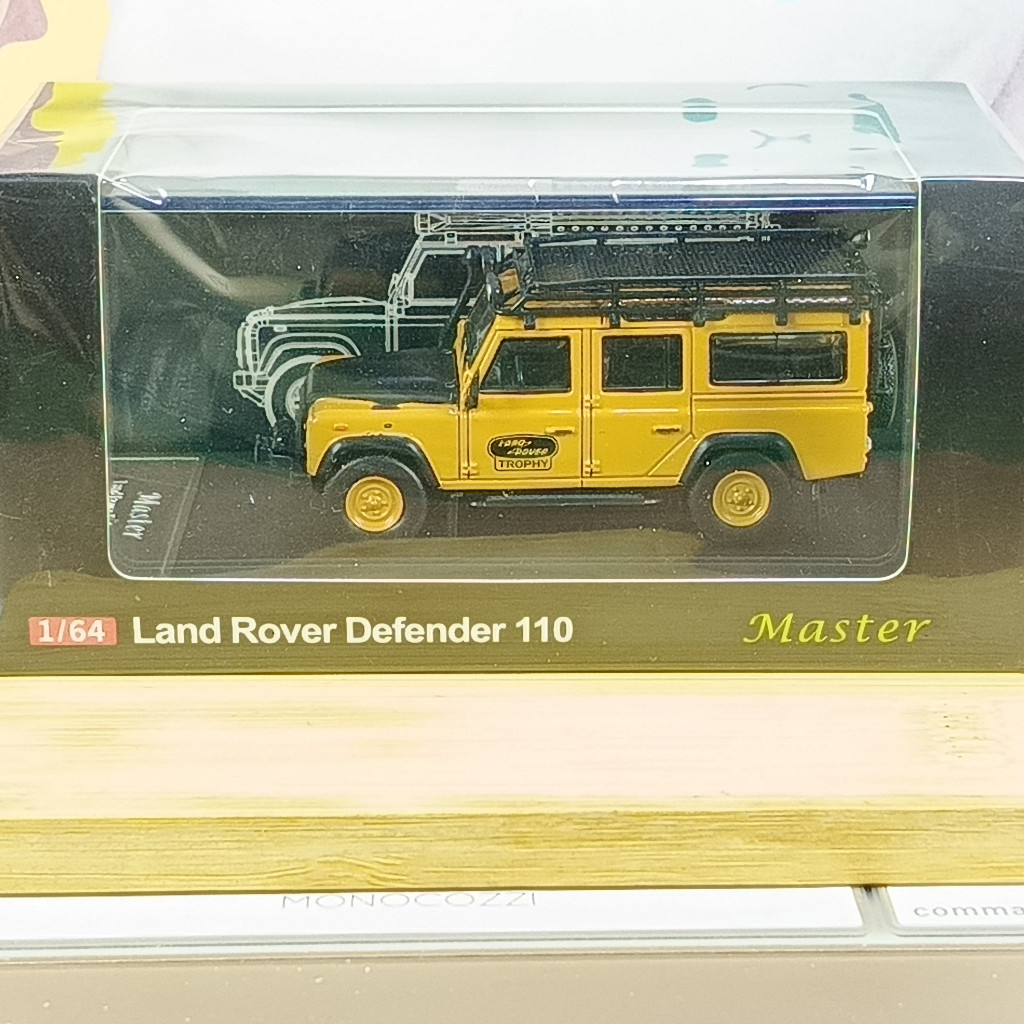 LAND-
ROVER
TROPHY
Master
1/64 Land Rover Defender 110
Master
MONOCOZZI
comma